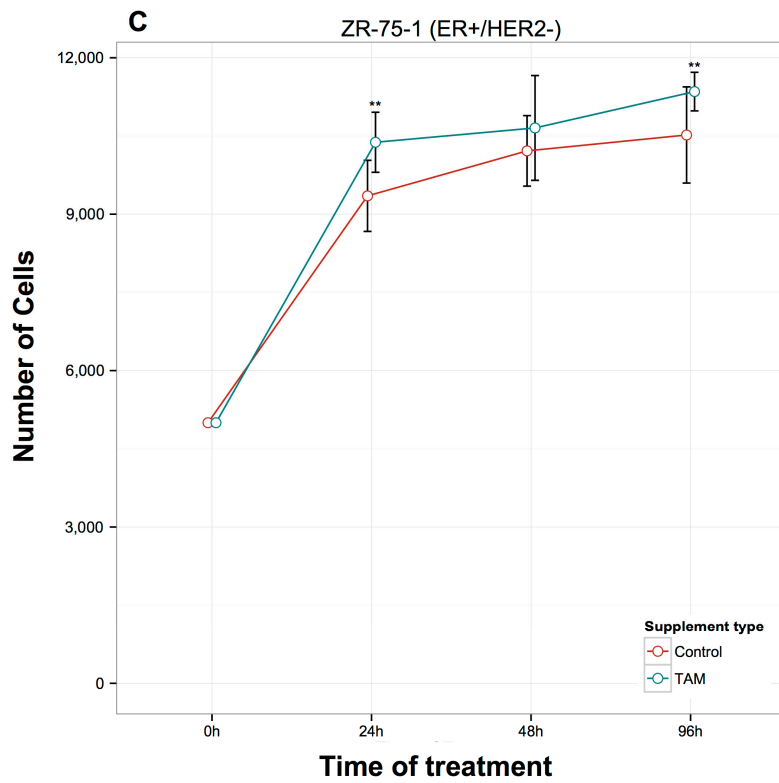 C
ZR-75-1 (ER+/HER2-)
12,000
9,000
6,000
3,000
0
Number of Cells
**
**
Supplement type
Control
TAM
0h
24h
48h
96h
Time of treatment